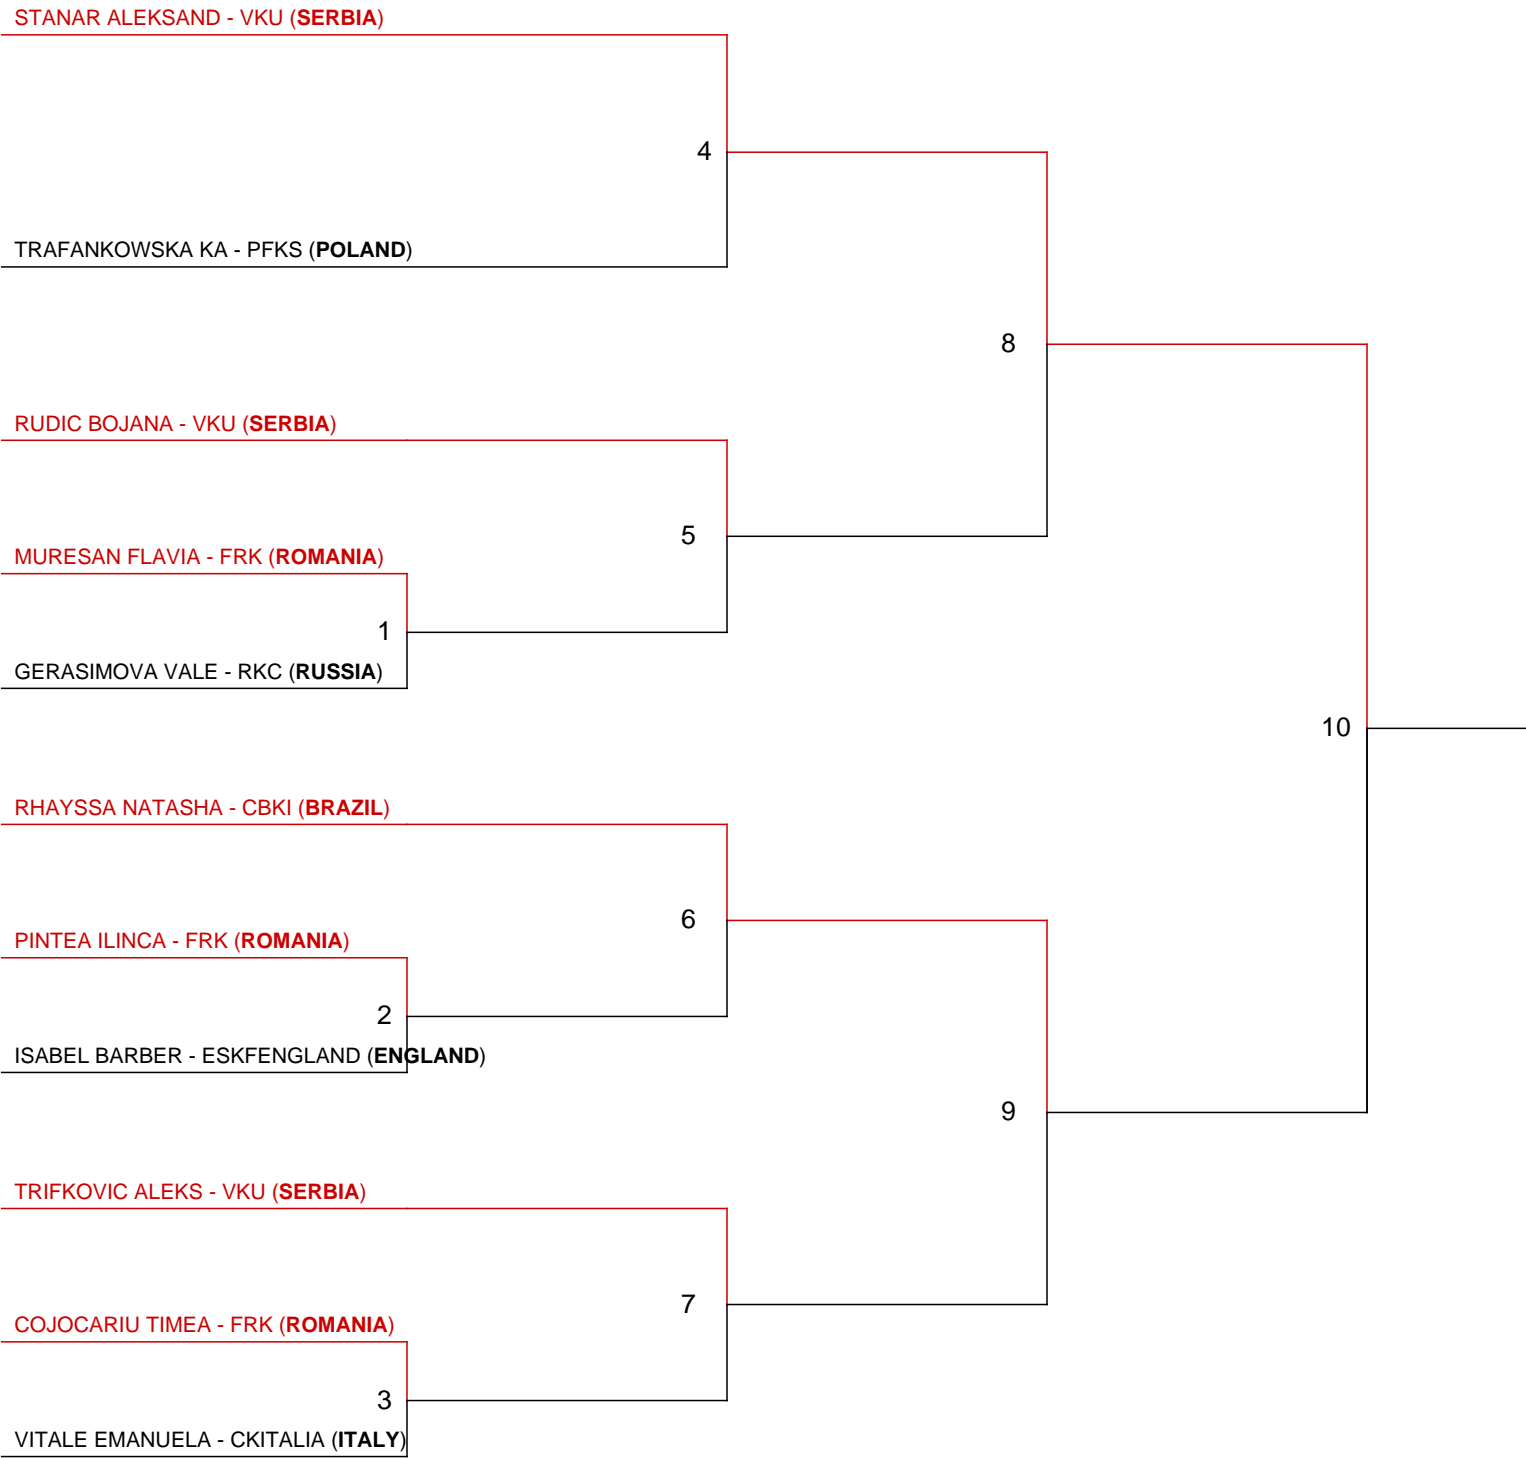 STANAR ALEKSAND - VKU (SERBIA)
4
TRAFANKOWSKA KA - PFKS (POLAND)
8
RUDIC BOJANA - VKU (SERBIA)
5
MURESAN FLAVIA - FRK (ROMANIA)
1
GERASIMOVA VALE - RKC (RUSSIA)
10
RHAYSSA NATASHA - CBKI (BRAZIL)
6
PINTEA ILINCA - FRK (ROMANIA)
2
ISABEL BARBER - ESKFENGLAND (ENGLAND)
9
TRIFKOVIC ALEKS - VKU (SERBIA)
7
COJOCARIU TIMEA - FRK (ROMANIA)
3
VITALE EMANUELA - CKITALIA (ITALY)